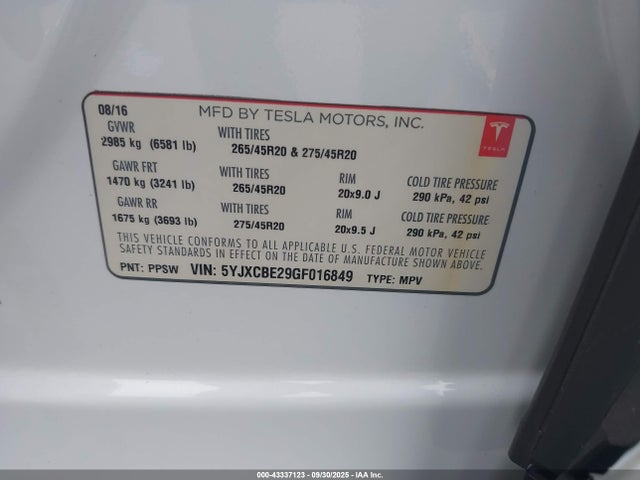 08/16 MFD BY TESLA MOTORS, INC.
GVWR WITH TIRES
2985 kg (6581 lb) 265/45R20 & 275/45R20
TESLA
GAWR FRT WITH TIRES RIM COLD TIRE PRESSURE
1470 kg (3241 lb) 265/45R20 20x9.0 J 290 kPa, 42 psi
GAWR RR WITH TIRES RIM COLD TIRE PRESSURE
1675 kg (3693 lb) 275/45R20 20x9.5 J 290 kPa, 42 psi
THIS VEHICLE CONFORMS TO ALL APPLICABLE U.S. FEDERAL MOTOR VEHICLE
SAFETY STANDARDS IN EFFECT ON THE DATE OF MANUFACTURE SHOWN ABOVE.
PNT: PPSW VIN: 5YJXCBE29GF016849 TYPE: MPV
000-43337123 - 09/30/2025 - IAA Inc.